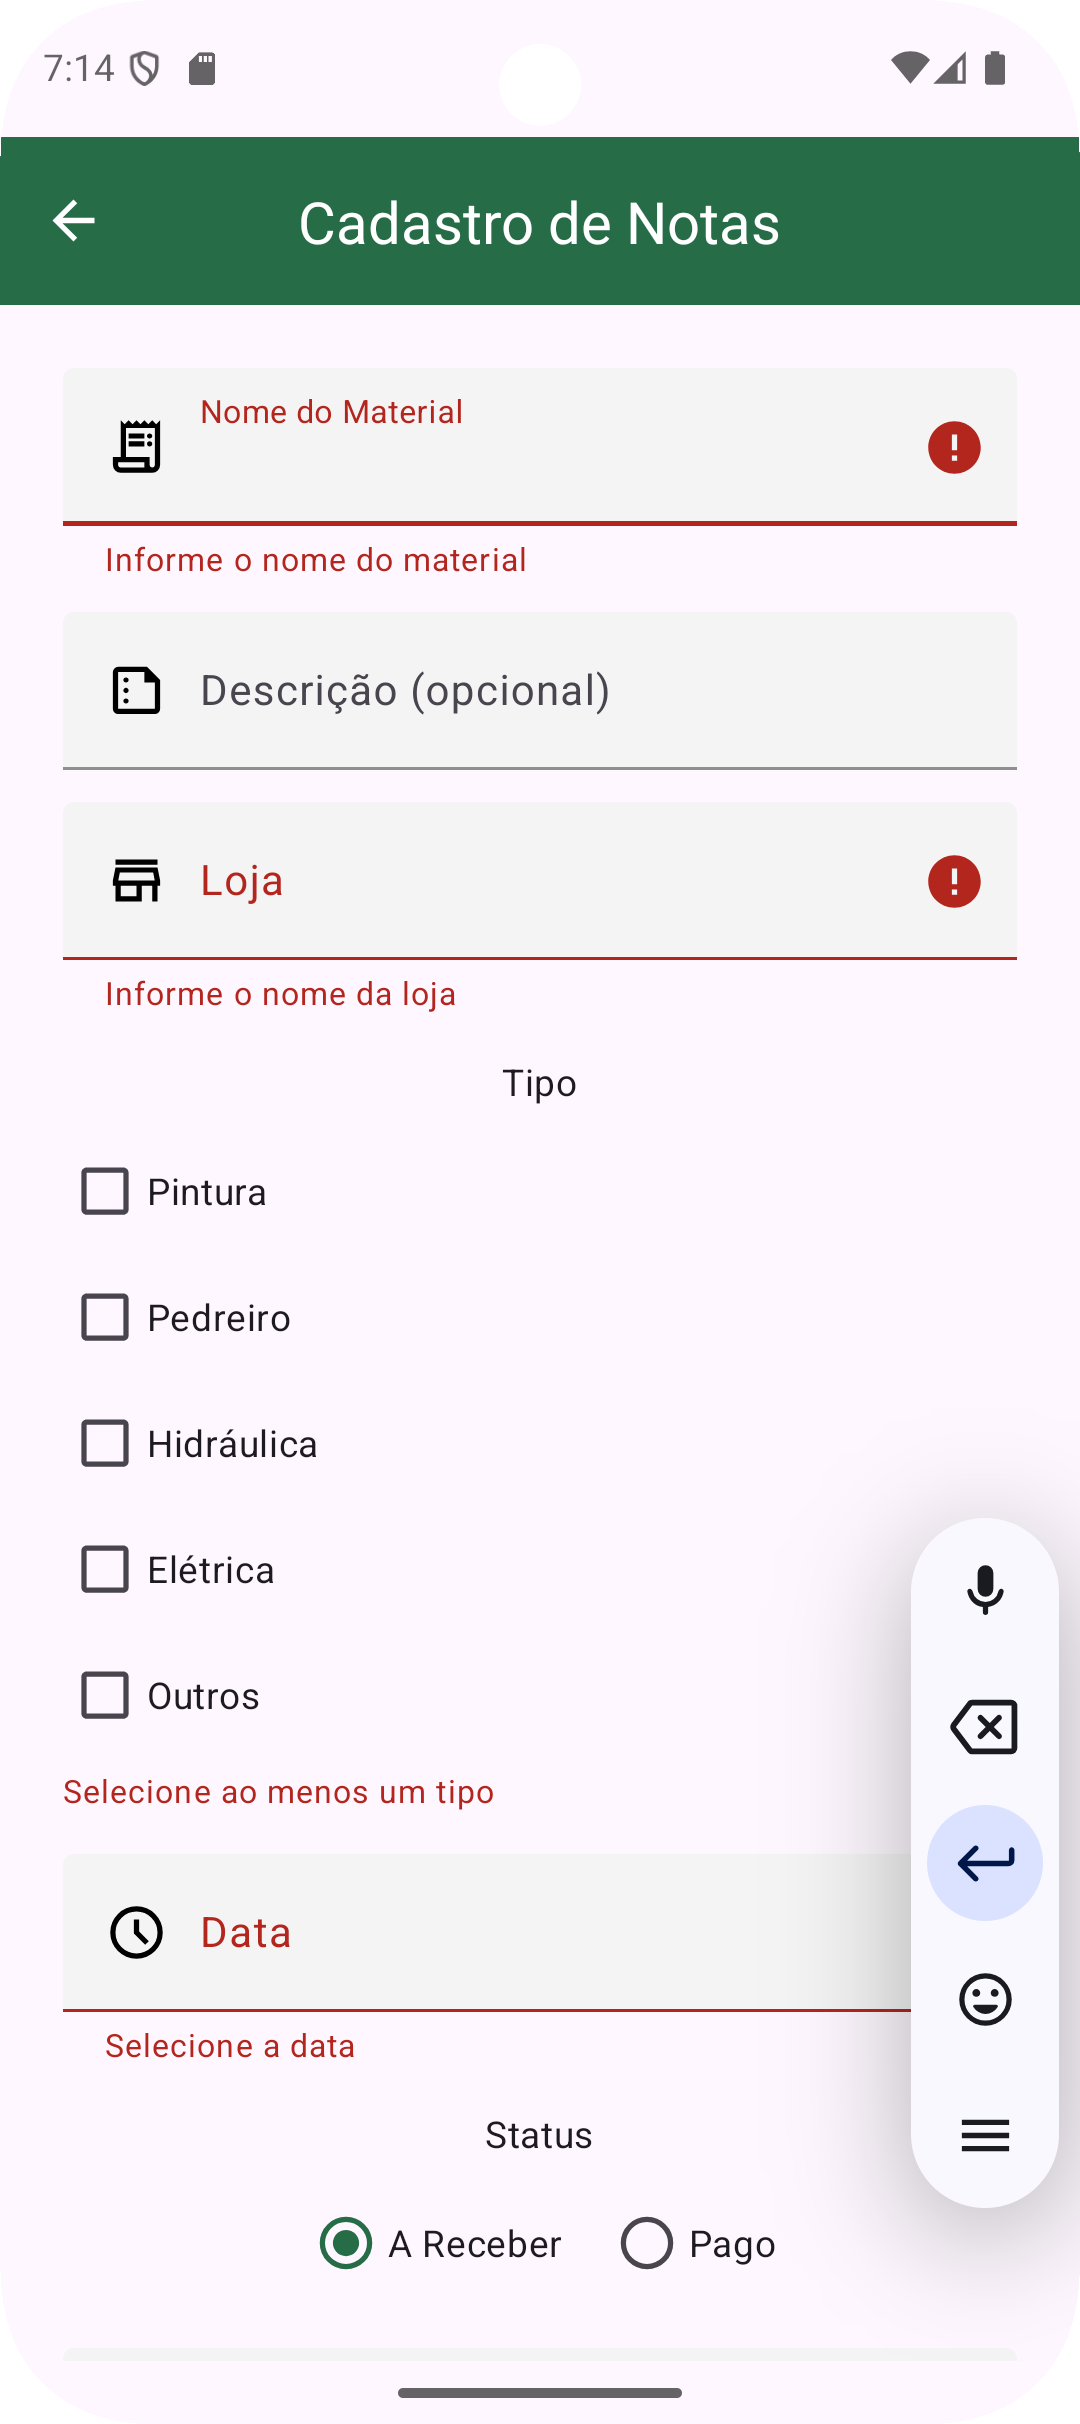 7:14
Cadastro de Notas
Nome do Material
Informe o nome do material
Descrição (opcional)
Loja
Informe o nome da loja
Tipo
Pintura
Pedreiro
Hidráulica
Elétrica
Outros
Selecione ao menos um tipo
Data
Selecione a data
Status
A Receber Pago